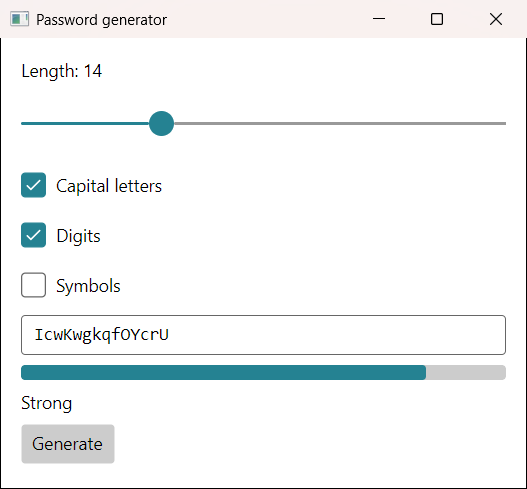 Password generator
Length: 14
Capital letters
Digits
Symbols
IcwKwgkqfOYcrU
Strong
Generate